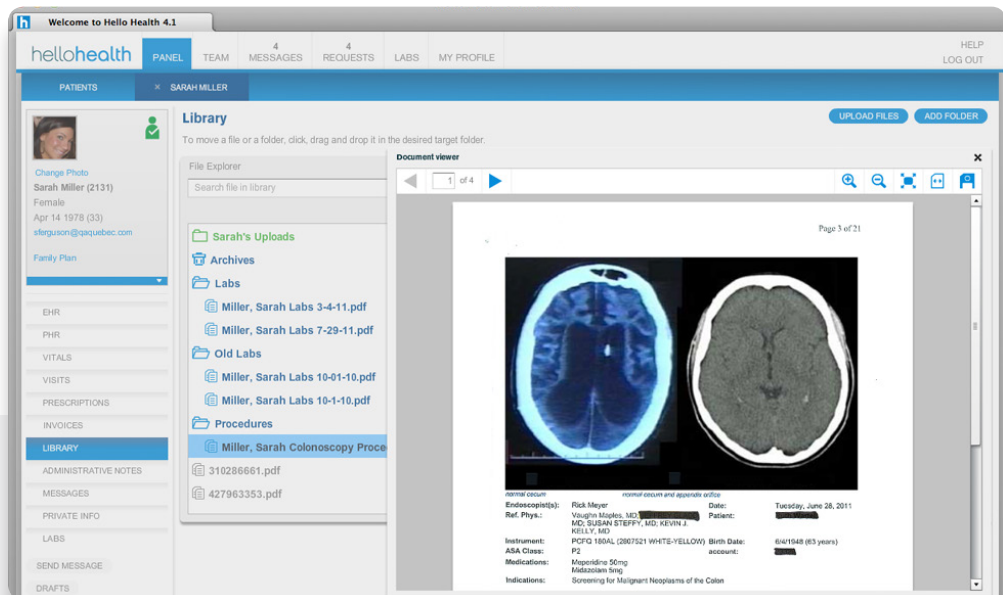 h Welcome to Hello Health 4.1
hellohealth
PANEL
TEAM
4
MESSAGES
4
REQUESTS
LABS
MY PROFILE
HELP
LOG OUT
PATIENTS
× SARAH MILLER
Change Photo
Sarah Miller (2131)
Female
Apr 14 1978 (33)
sferguson@qaquebec.com
Family Plan
EHR
PHR
VITALS
VISITS
PRESCRIPTIONS
INVOICES
LIBRARY
ADMINISTRATIVE NOTES
MESSAGES
PRIVATE INFO
LABS
SEND MESSAGE
DRAFTS
Library
UPLOAD FILES
ADD FOLDER
To move a file or a folder, click, drag and drop it in the desired target folder.
File Explorer
Search file in library
Sarah's Uploads
Archives
Labs
Miller, Sarah Labs 3-4-11.pdf
Miller, Sarah Labs 7-29-11.pdf
Old Labs
Miller, Sarah Labs 10-01-10.pdf
Miller, Sarah Labs 10-1-10.pdf
Procedures
Miller, Sarah Colonoscopy Proce
310286661.pdf
427963353.pdf
Document viewer
1 of 4
Page 3 of 21
normal cecum
normal cecum and appendix orifice
Endoscopist(s): Rick Meyer Date: Tuesday, June 28, 2011
Ref. Phys.: Vaughn Maples, MD; Patient:
MD; SUSAN STEFFY, MD; KEVIN J.
KELLY, MD
Instrument: PCFQ 180AL (2807521 WHITE-YELLOW) Birth Date: 6/4/1948 (63 years)
ASA Class: P2 account:
Medications: Meperidine 50mg
Midazolam 5mg
Indications: Screening for Malignant Neoplasms of the Colon